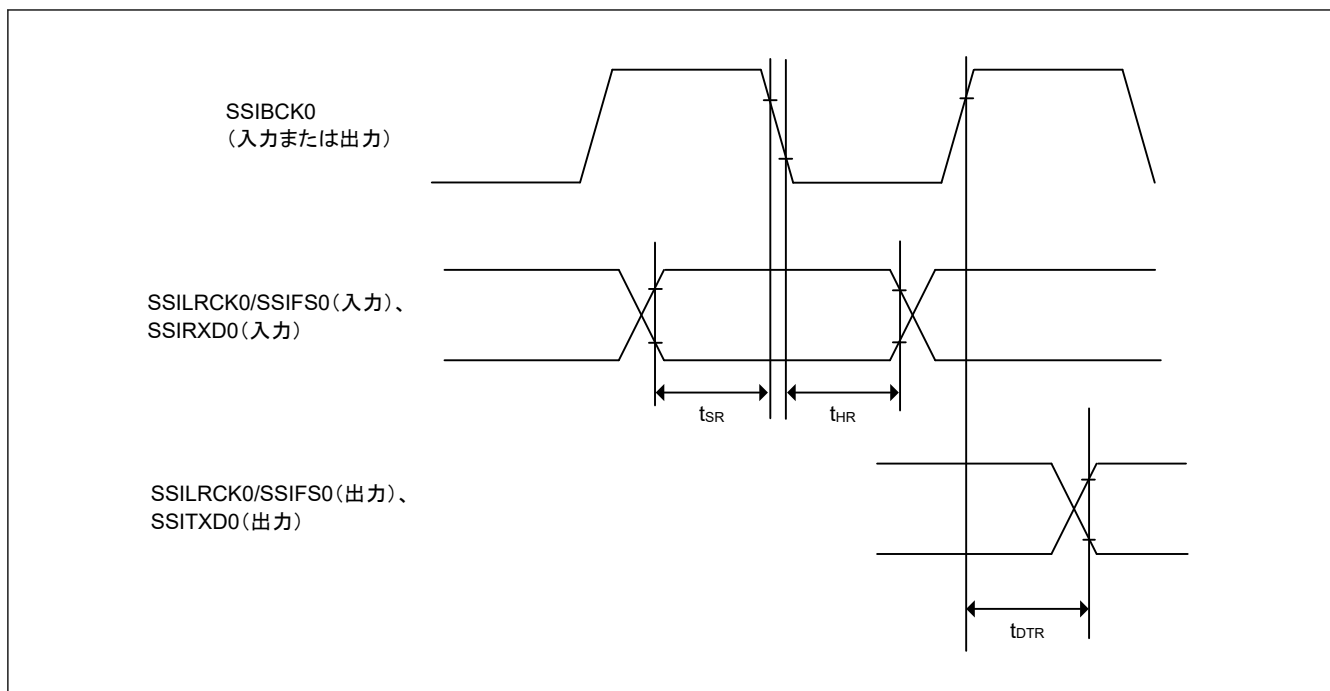 SSIBCK0
（入力または出力）
SSILRCK0/SSIFS0（入力）、
SSIRXD0（入力）
tSR
tHR
SSILRCK0/SSIFS0（出力）、
SSITXD0（出力）
tDTR